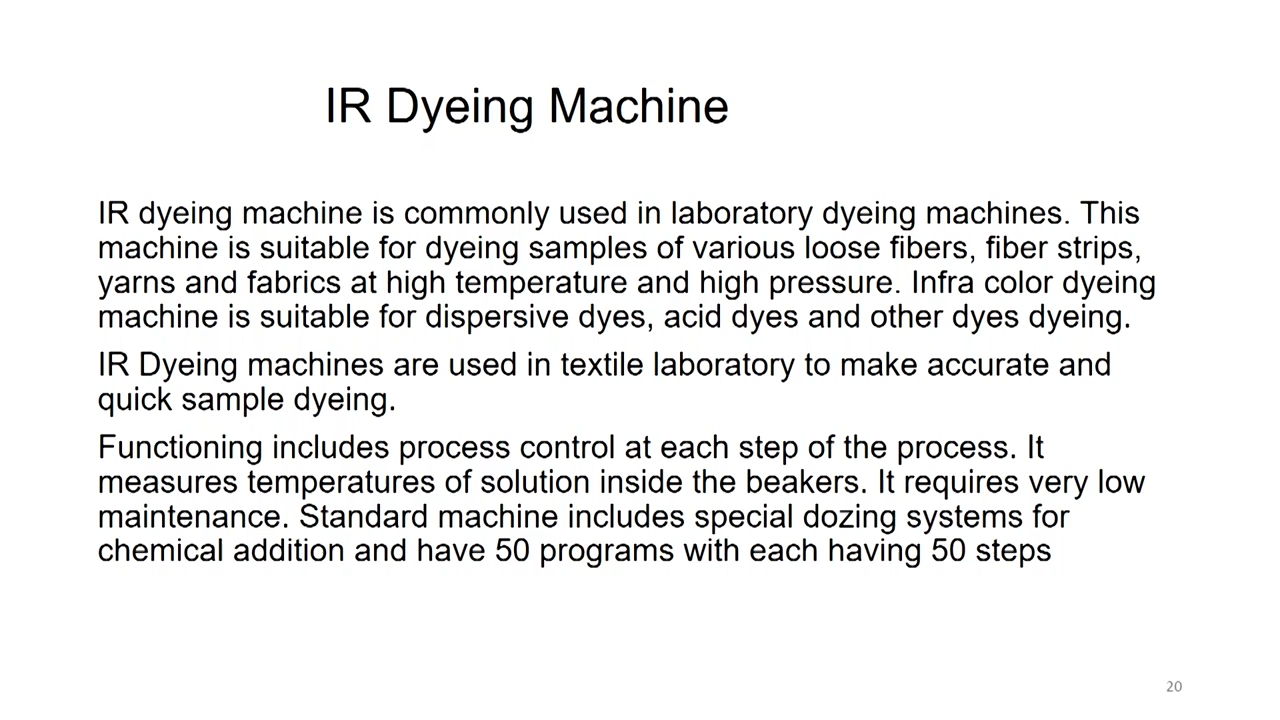 IR Dyeing Machine
IR dyeing machine is commonly used in laboratory dyeing machines. This
machine is suitable for dyeing samples of various loose fibers, fiber strips,
yarns and fabrics at high temperature and high pressure. Infra color dyeing
machine is suitable for dispersive dyes, acid dyes and other dyes dyeing.
IR Dyeing machines are used in textile laboratory to make accurate and
quick sample dyeing.
Functioning includes process control at each step of the process. It
measures temperatures of solution inside the beakers. It requires very low
maintenance. Standard machine includes special dozing systems for
chemical addition and have 50 programs with each having 50 steps
20